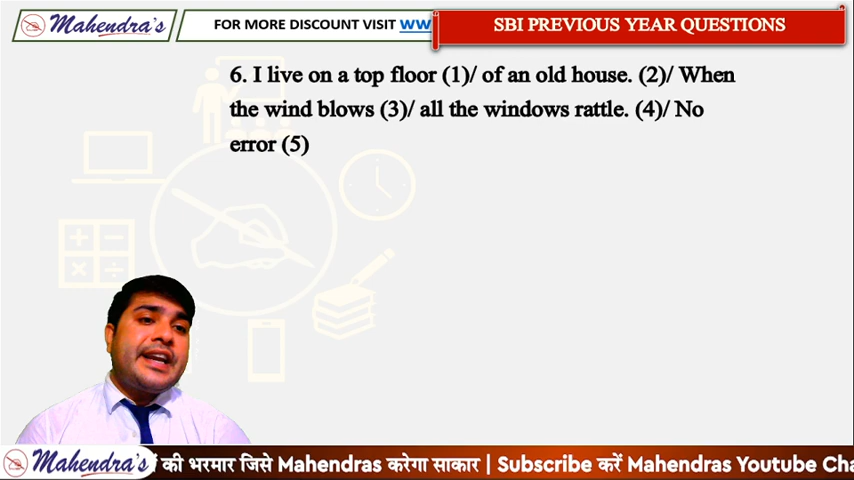 Mahendra's
FOR MORE DISCOUNT VISIT WW
SBI PREVIOUS YEAR QUESTIONS
6. I live on a top floor (1)/ of an old house. (2)/ When
the wind blows (3)/ all the windows rattle. (4)/ No
error (5)
Mahendra's
की भरमार जिसे Mahendras करेगा साकार | Subscribe करें Mahendras Youtube Cha